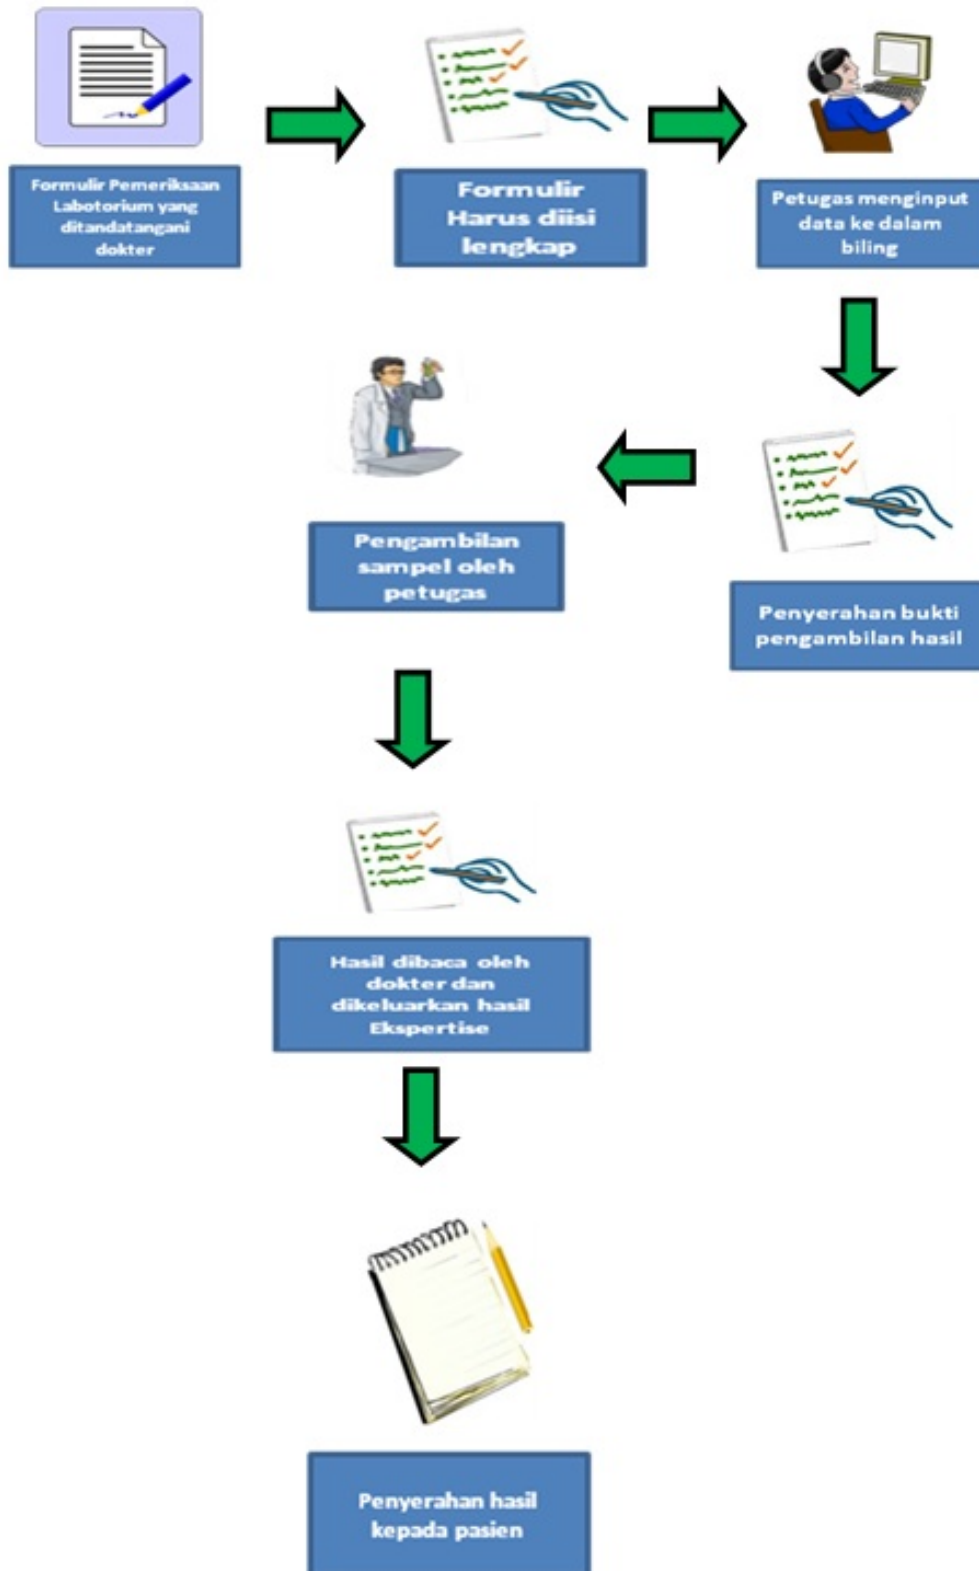 Formulir Pemeriksaan
Labotorium yang
ditandatangani
dokter
Formulir
Harus diisi
lengkap
Petugas menginput
data ke dalam
biling
Penyerahan bukti
pengambilan hasil
Pengambilan
sampel oleh
petugas
Hasil dibaca oleh
dokter dan
dikeluarkan hasil
Ekspertise
Penyerahan hasil
kepada pasien